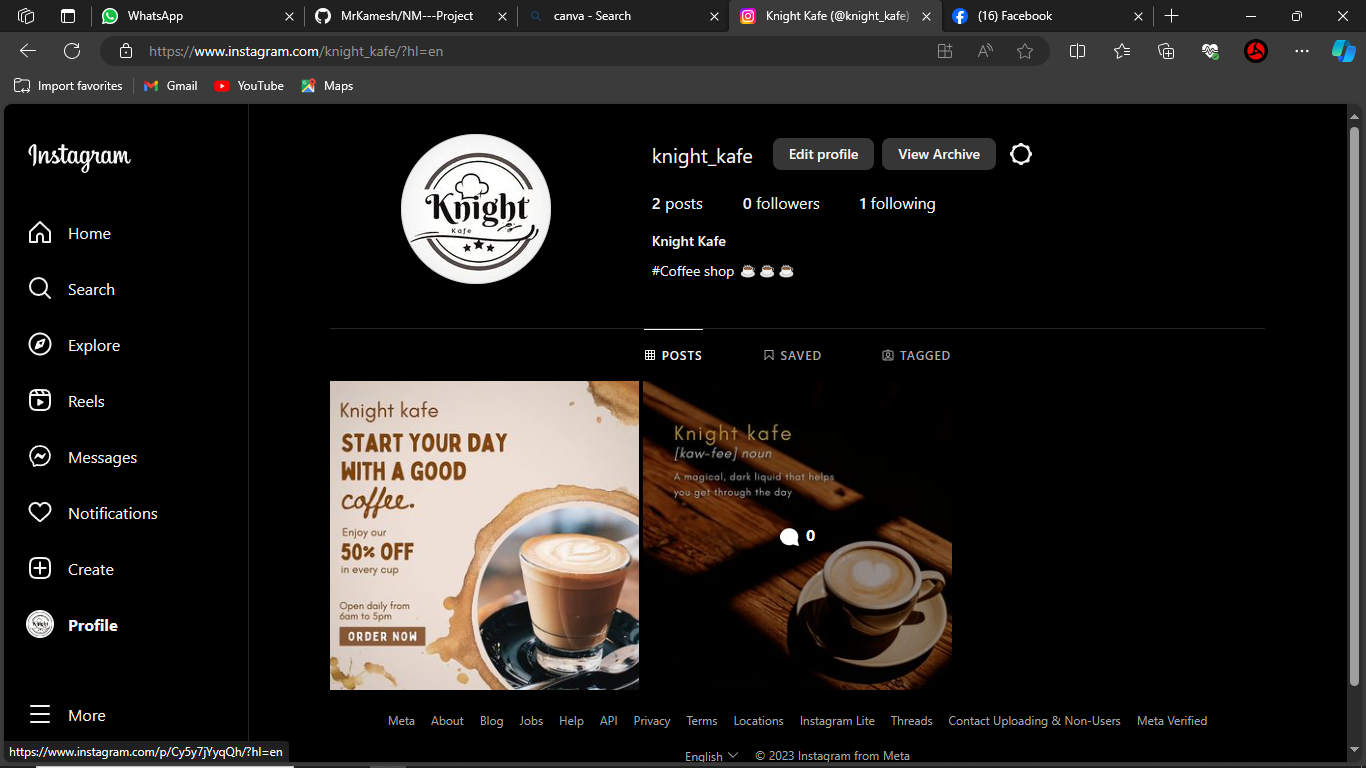 WhatsApp
MrKamesh/NM---Project
canva - Search
Knight Kafe (@knight_kafe)
(16) Facebook
https://www.instagram.com/knight_kafe/?hl=en
Import favorites
Gmail
YouTube
Maps
Instagram
Home
Search
Explore
Reels
Messages
Notifications
Create
Profile
More
Knight
Kafe
knight_kafe
Edit profile
View Archive
2 posts
0 followers
1 following
Knight Kafe
#Coffee shop ☕☕☕
POSTS
SAVED
TAGGED
Knight kafe
START YOUR DAY
WITH A GOOD
coffee.
Enjoy our
50% OFF
in every cup
Open daily from
6am to 5pm
ORDER NOW
Knight kafe
[kaw-fee] noun
A magical, dark liquid that helps
you get through the day
0
Meta
About
Blog
Jobs
Help
API
Privacy
Terms
Locations
Instagram Lite
Threads
Contact Uploading & Non-Users
Meta Verified
https://www.instagram.com/p/Cy5y7jYyqQh/?hl=en
English
© 2023 Instagram from Meta